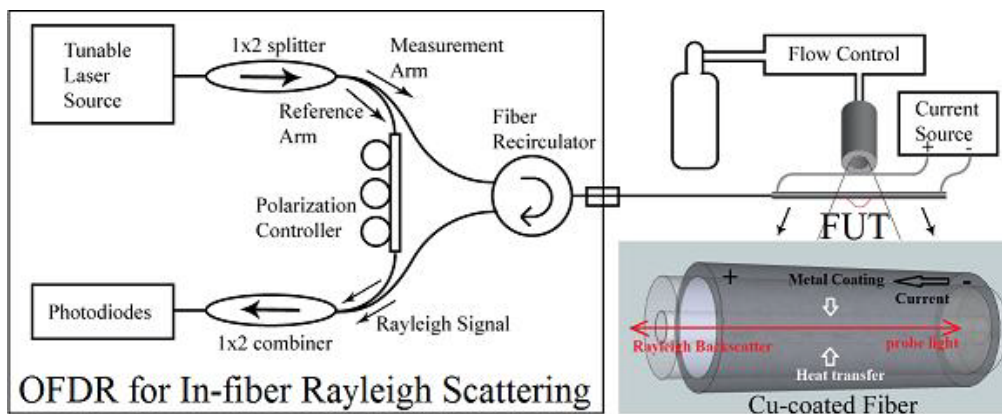 Tunable
Laser
Source
1x2 splitter
Measurement
Arm
Reference
Arm
Fiber
Recirculator
Polarization
Controller
Photodiodes
1x2 combiner
Rayleigh Signal
OFDR for In-fiber Rayleigh Scattering
Flow Control
Current
Source
+ -
FUT
+ Metal Coating -
Current
Rayleigh Backscatter probe light
Heat transfer
Cu-coated Fiber